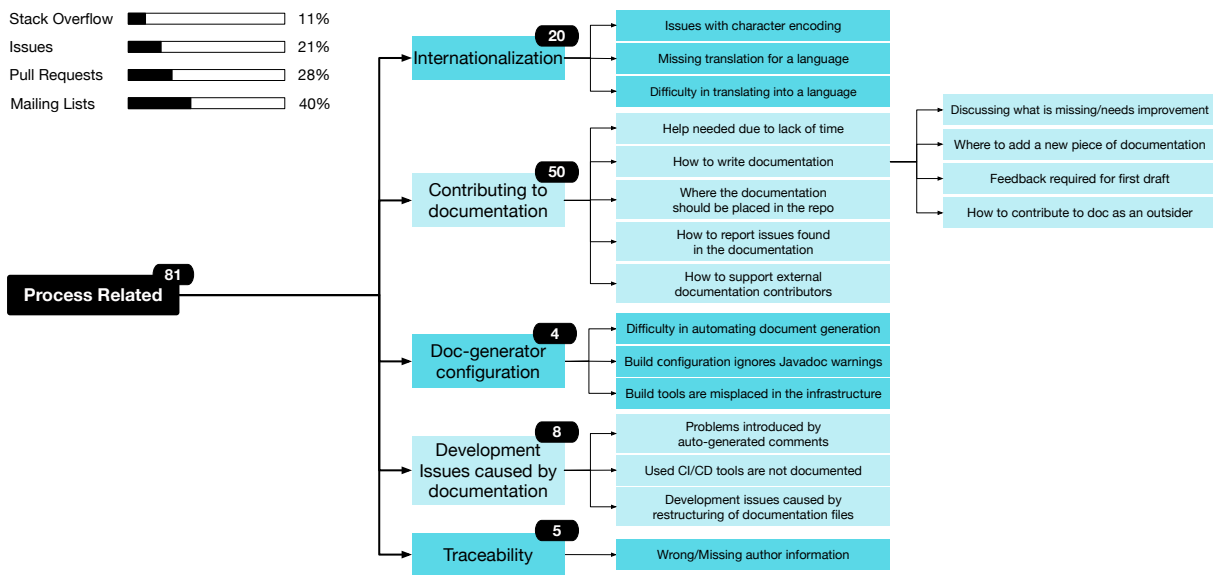 Stack Overflow 11%
Issues 21%
Pull Requests 28%
Mailing Lists 40%
Process Related
81
Internationalization
20
Issues with character encoding
Missing translation for a language
Difficulty in translating into a language
Contributing to
documentation
50
Help needed due to lack of time
How to write documentation
Discussing what is missing/needs improvement
Where to add a new piece of documentation
Feedback required for first draft
How to contribute to doc as an outsider
Where the documentation
should be placed in the repo
How to report issues found
in the documentation
How to support external
documentation contributors
Doc-generator
configuration
4
Difficulty in automating document generation
Build configuration ignores Javadoc warnings
Build tools are misplaced in the infrastructure
Development
Issues caused by
documentation
8
Problems introduced by
auto-generated comments
Used CI/CD tools are not documented
Development issues caused by
restructuring of documentation files
Traceability
5
Wrong/Missing author information